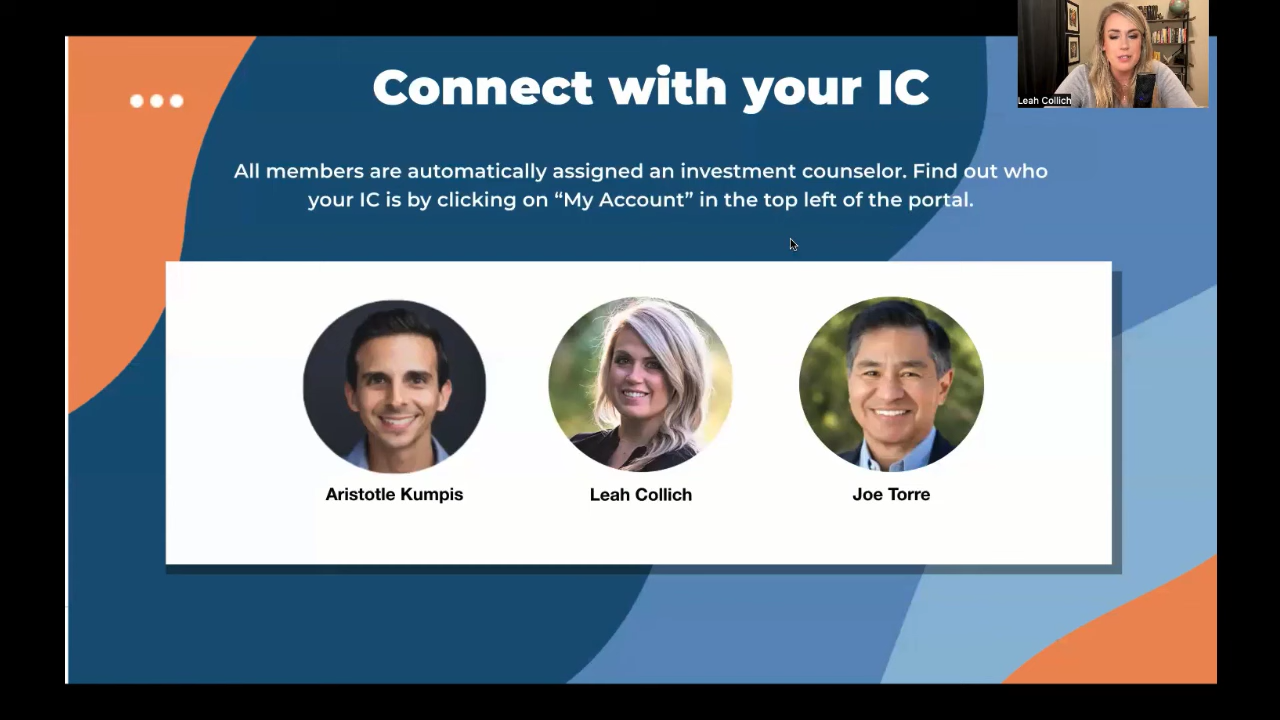 Connect with your IC
Leah Collich
All members are automatically assigned an investment counselor. Find out who
your IC is by clicking on “My Account” in the top left of the portal.
Aristotle Kumpis
Leah Collich
Joe Torre